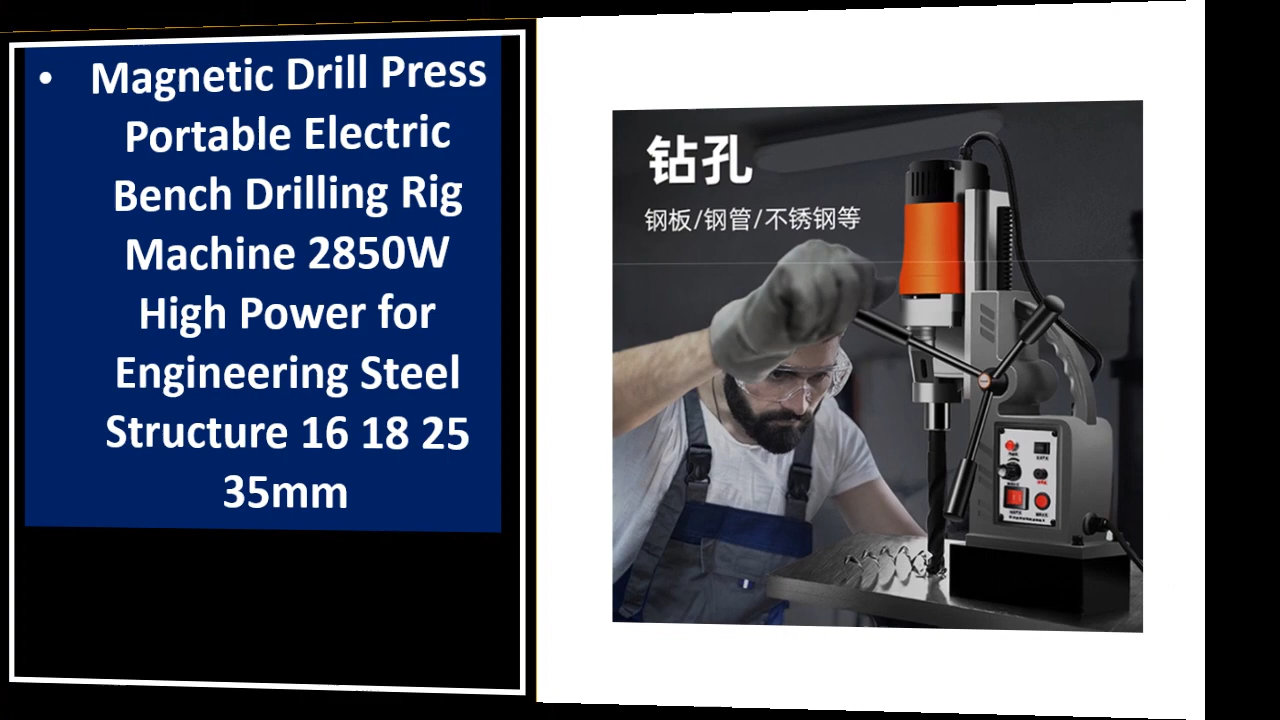 • Magnetic Drill Press
Portable Electric
Bench Drilling Rig
Machine 2850W
High Power for
Engineering Steel
Structure 16 18 25
35mm
钻孔
钢板/钢管/不锈钢等